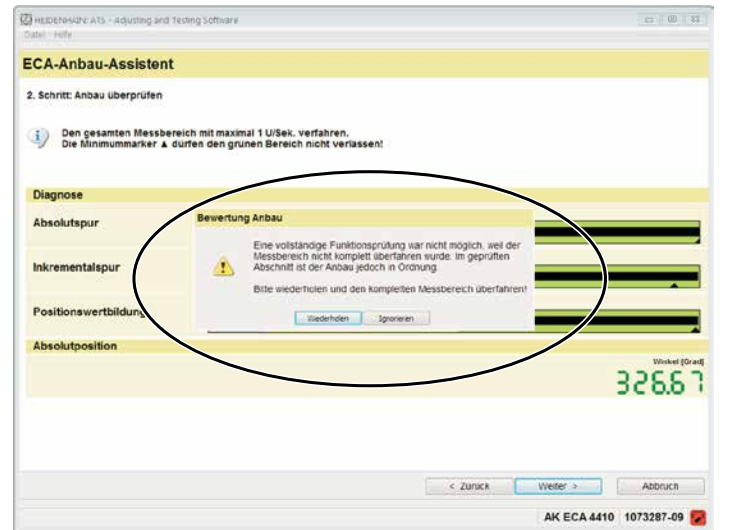 HEIDENHAIN: ATS - Adjusting and Testing Software
Datei Hilfe
ECA-Anbau-Assistent
2. Schritt: Anbau überprüfen
Den gesamten Messbereich mit maximal 1 U/Sek. verfahren.
Die Minimummarker ▲ dürfen den grünen Bereich nicht verlassen!
Diagnose
Absolutspur
Bewertung Anbau
Eine vollständige Funktionsprüfung war nicht möglich, weil der
Messbereich nicht komplett überfahren wurde. Im geprüften
Abschnitt ist der Anbau jedoch in Ordnung.
Bitte wiederholen und den kompletten Messbereich überfahren!
Wiederholen Ignorieren
Inkrementalspur
Positionswertbildung
Absolutposition
Winkel [Grad]
326.67
< Zurück Weiter > Abbruch
AK ECA 4410 1073287-09